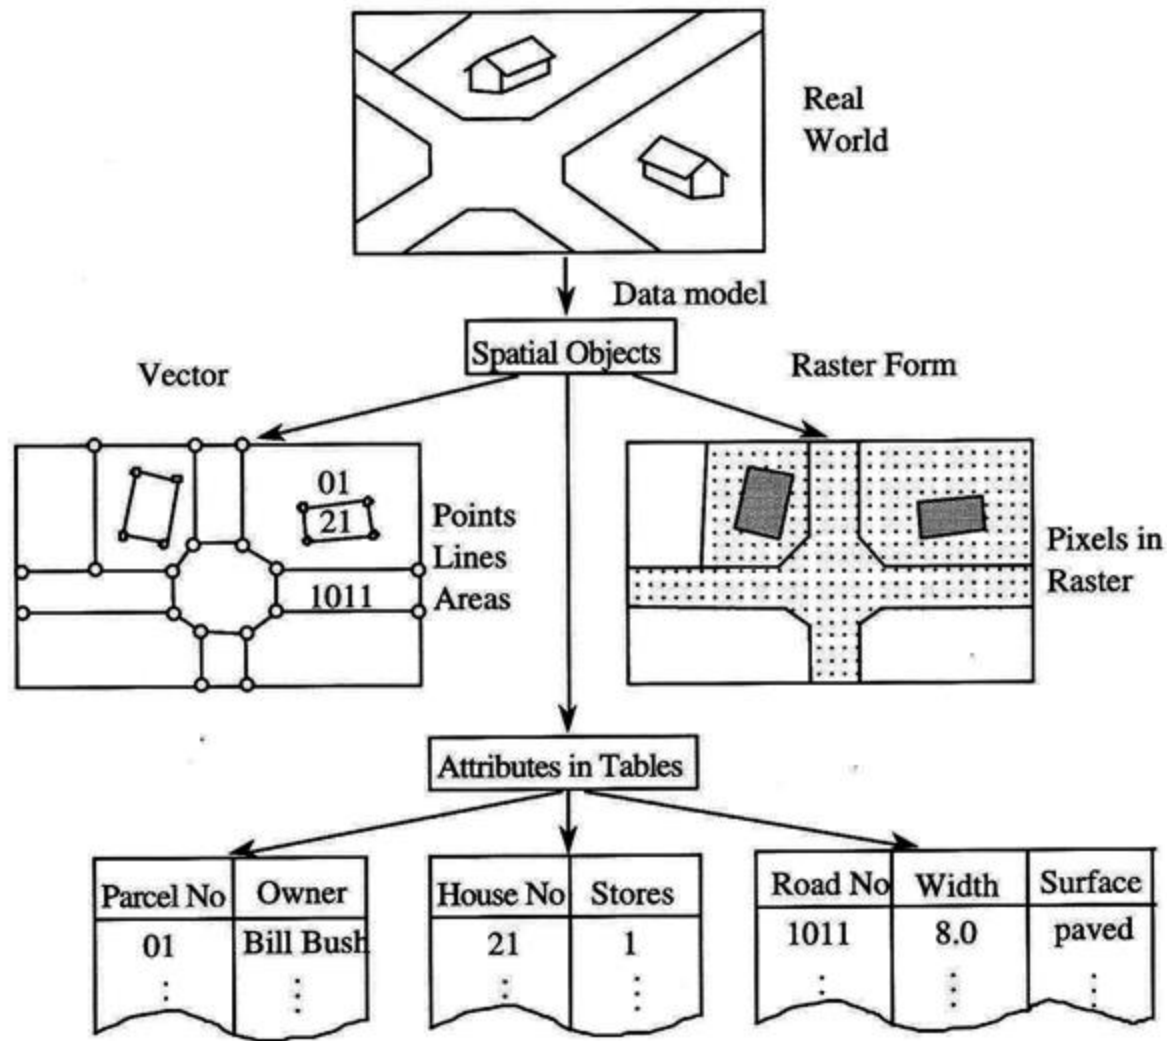 Real
World
Data model
Spatial Objects
Vector
Raster Form
01
21
1011
Points
Lines
Areas
Pixels in
Raster
Attributes in Tables
Parcel No Owner
01 Bill Bush
House No Stores
21 1
Road No Width Surface
1011 8.0 paved